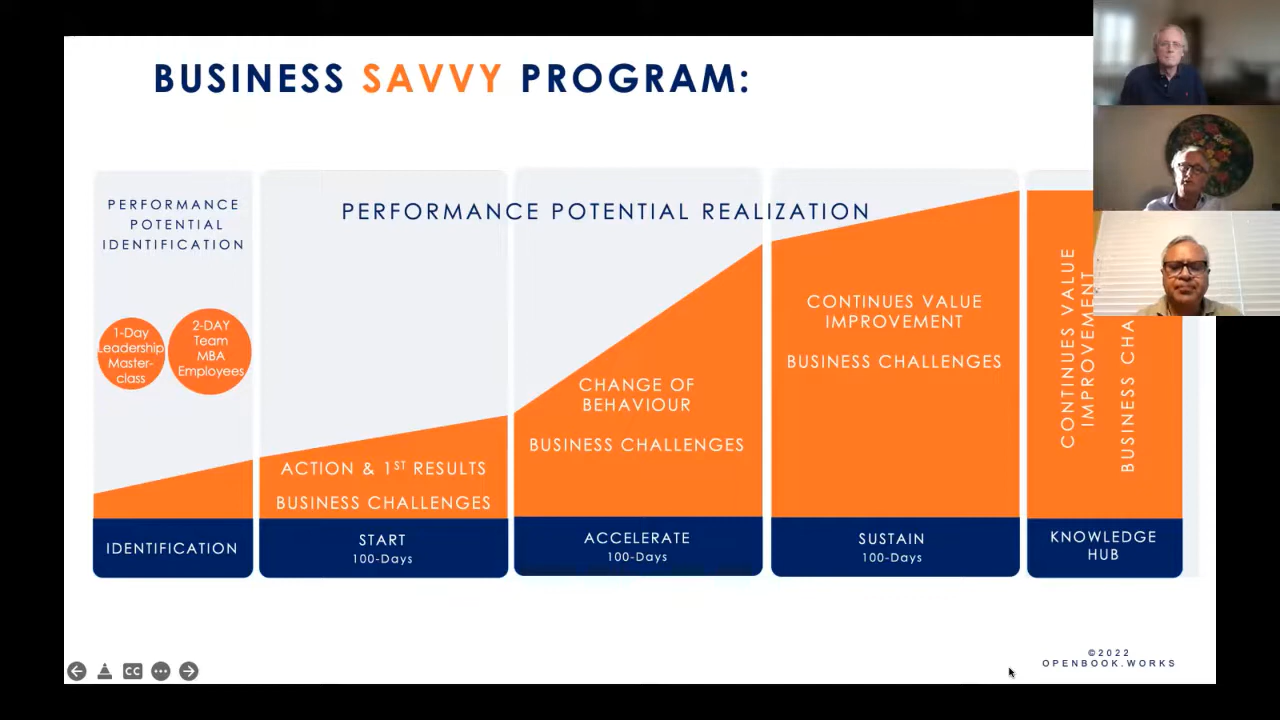 BUSINESS SAVVY PROGRAM:
PERFORMANCE
POTENTIAL
IDENTIFICATION
PERFORMANCE POTENTIAL REALIZATION
1-Day
Leadership
Master-
class
2-DAY
Team
MBA
Employees
ACTION & 1ST RESULTS
BUSINESS CHALLENGES
CHANGE OF
BEHAVIOUR
BUSINESS CHALLENGES
CONTINUES VALUE
IMPROVEMENT
BUSINESS CHALLENGES
CONTINUES VALUE
IMPROVEMENT
BUSINESS CHA
IDENTIFICATION
START
100-Days
ACCELERATE
100-Days
SUSTAIN
100-Days
KNOWLEDGE
HUB
©2022
OPENBOOK.WORKS
CC